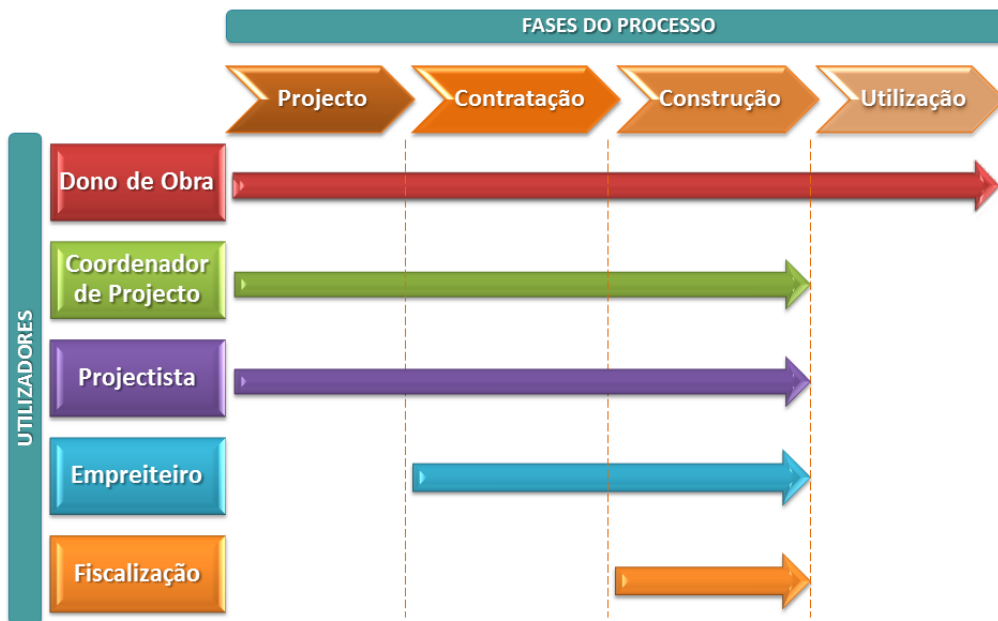 FASES DO PROCESSO
Projecto
Contratação
Construção
Utilização
UTILIZADORES
Dono de Obra
Coordenador
de Projecto
Projectista
Empreiteiro
Fiscalização